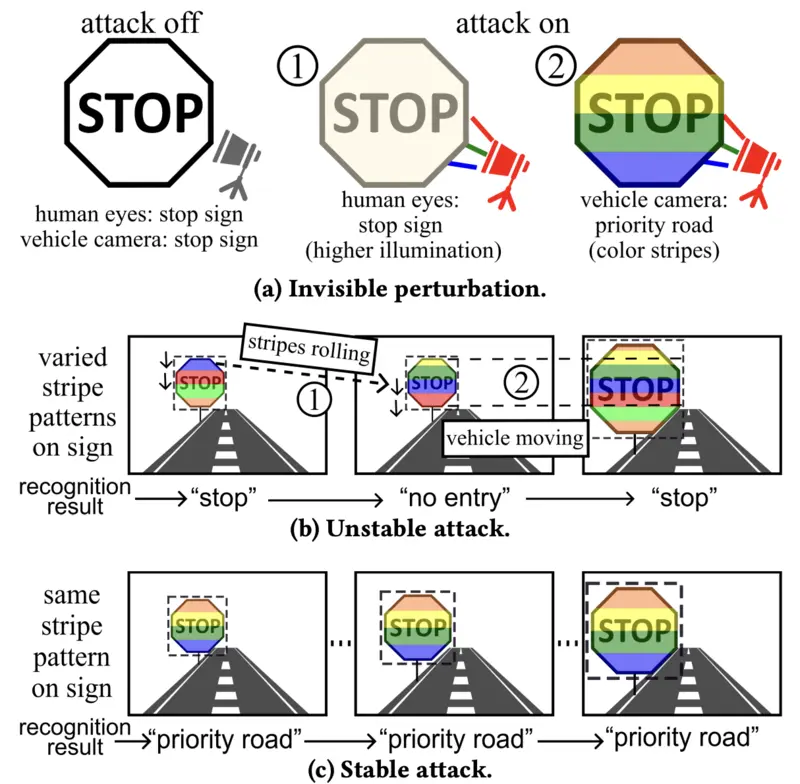 attack off
attack on
STOP
① STOP
② STOP
human eyes: stop sign
vehicle camera: stop sign
human eyes:
stop sign
(higher illumination)
vehicle camera:
priority road
(color stripes)
(a) Invisible perturbation.
varied
stripe
patterns
on sign
STOP
stripes rolling
①
STOP
②
vehicle moving
STOP
recognition
result
"stop"
"no entry"
"stop"
(b) Unstable attack.
same
stripe
pattern
on sign
STOP
...
STOP
...
STOP
recognition
result
"priority road"
"priority road"
"priority road"
(c) Stable attack.